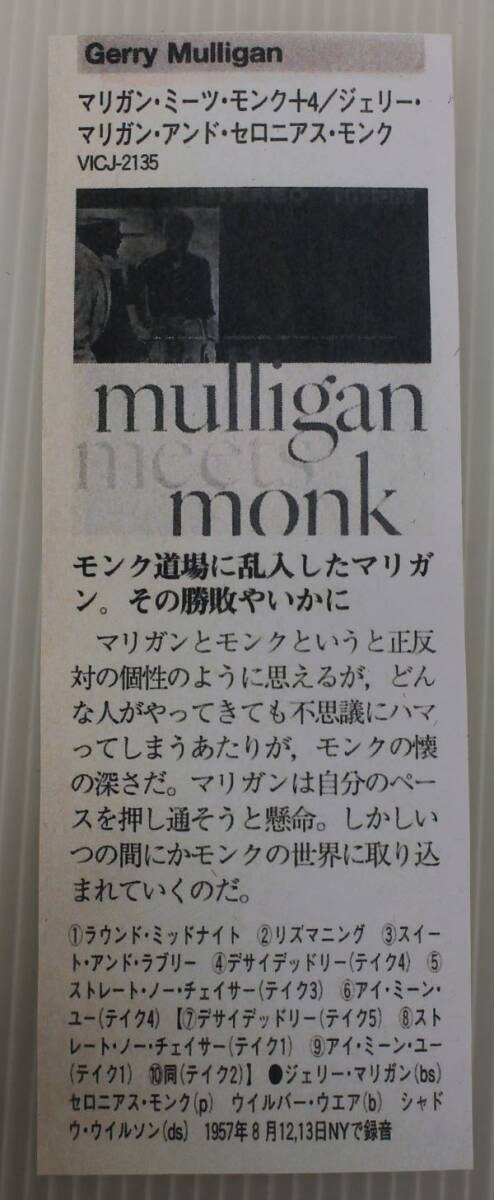 Gerry Mulligan
マリガン・ミーツ・モンク+4／ジェリー・
マリガン・アンド・セロニアス・モンク
VICJ-2135
mulligan
meets
monk
モンク道場に乱入したマリガ
ン。その勝敗やいかに
マリガンとモンクというと正反
対の個性のように思えるが，どん
な人がやってきても不思議にハマ
ってしまうあたりが，モンクの懐
の深さだ。マリガンは自分のペー
スを押し通そうと懸命。しかしい
つの間にかモンクの世界に取り込
まれていくのだ。
①ラウンド・ミッドナイト ②リズマニング ③スイー
ト・アンド・ラブリー ④デサイデッドリー(テイク4) ⑤
ストレート・ノー・チェイサー(テイク3) ⑥アイ・ミーン・
ユー(テイク4)【⑦デサイデッドリー(テイク5) ⑧スト
レート・ノー・チェイサー(テイク1) ⑨アイ・ミーン・ユー
(テイク1) ⑩同(テイク2)】 ●ジェリー・マリガン(bs)
セロニアス・モンク(p) ウイルバー・ウエア(b) シャド
ウ・ウイルソン(ds) 1957年8月12,13日NYで録音